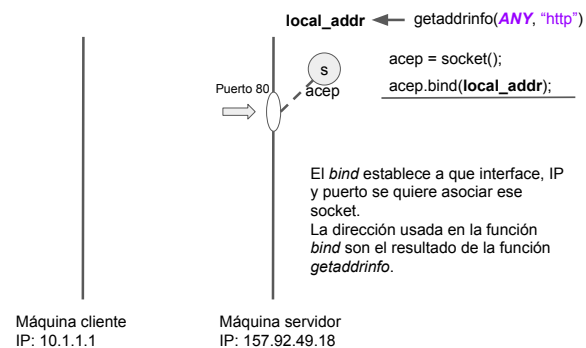 local_addr getaddrinfo(ANY, “http”)
s
acep = socket();
Puerto 80
acep
acep.bind(local_addr);
El bind establece a que interface, IP
y puerto se quiere asociar ese
socket.
La dirección usada en la función
bind son el resultado de la función
getaddrinfo.
Máquina cliente
IP: 10.1.1.1
Máquina servidor
IP: 157.92.49.18